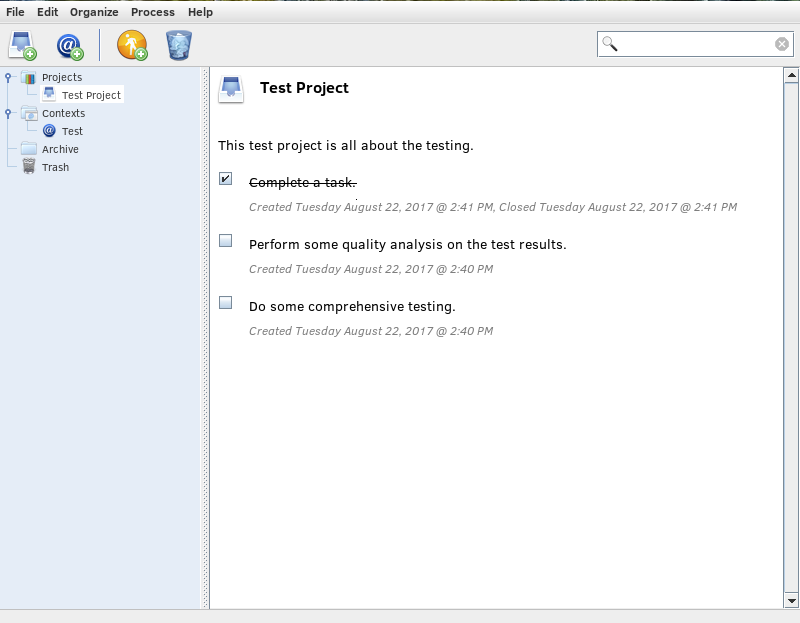 File Edit Organize Process Help
Projects
Test Project
Contexts
Test
Archive
Trash
Test Project
This test project is all about the testing.
Complete a task.
Created Tuesday August 22, 2017 @ 2:41 PM, Closed Tuesday August 22, 2017 @ 2:41 PM
Perform some quality analysis on the test results.
Created Tuesday August 22, 2017 @ 2:40 PM
Do some comprehensive testing.
Created Tuesday August 22, 2017 @ 2:40 PM